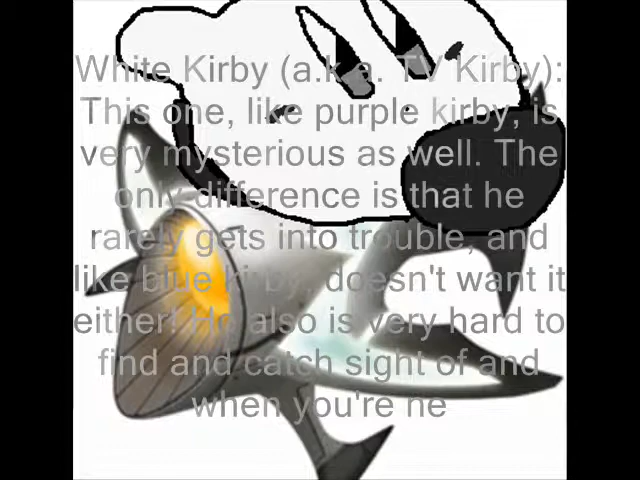 White Kirby (a.k.a. TV Kirby):
This one, like purple kirby, is
very mysterious as well. The
only difference is that he
rarely gets into trouble, and
like blue kirby, doesn't want it
either! He also is very hard to
find and catch sight of and
when you're ne